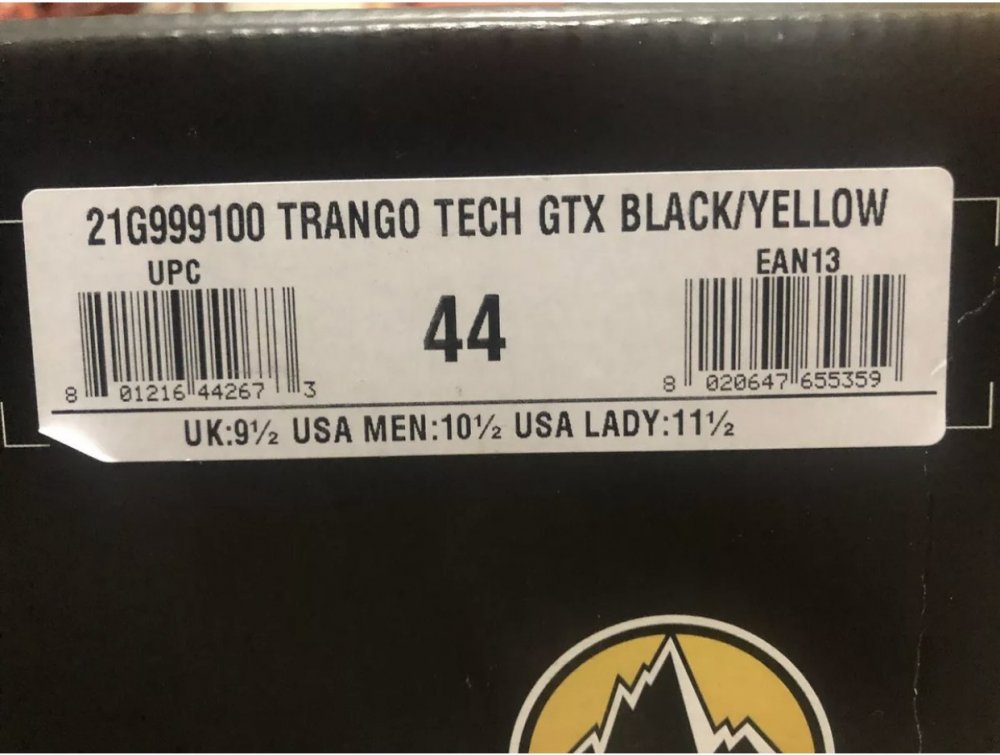 21G999100 TRANGO TECH GTX BLACK/YELLOW
UPC
EAN13
44
8 01216 44267 3
8 020647 655359
UK:9½ USA MEN:10½ USA LADY:11½